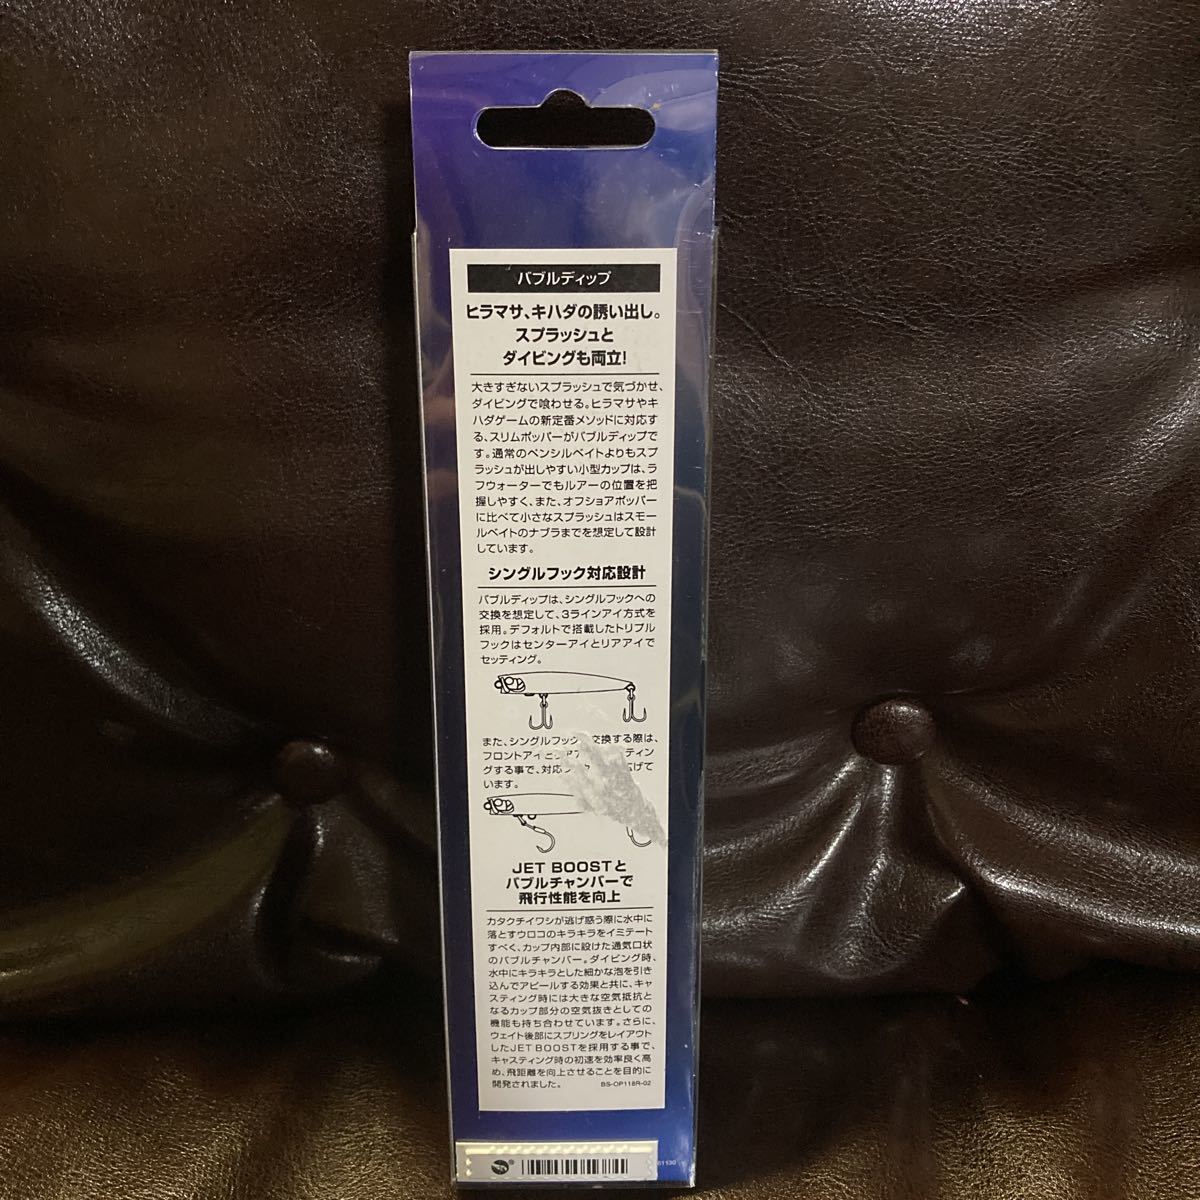 バブルディップ
ヒラマサ、キハダの誘い出し。
スプラッシュと
ダイビングも両立!
大きすぎないスプラッシュで気づかせ、
ダイビングで喰わせる。ヒラマサやキ
ハダゲームの新定番メソッドに対応す
る、スリムポッパーがバブルディップで
す。通常のペンシルベイトよりもスプ
ラッシュが出しやすい小型カップは、ラ
フウォーターでもルアーの位置を把
握しやすく、また、オフショアポッパー
に比べて小さなスプラッシュはスモー
ルベイトのナブラまでを想定して設計
しています。
シングルフック対応設計
バブルディップは、シングルフックへの
交換を想定して、3ラインアイ方式を
採用。デフォルトで搭載したトリプル
フックはセンターアイとリアアイで
セッティング。
また、シングルフック 交換する際は、
フロントアイと ティン
グする事で、対応 広げて
います。
JET BOOSTと
バブルチャンバーで
飛行性能を向上
カタクチイワシが逃げ惑う際に水中に
落とすウロコのキラキラをイミテート
すべく、カップ内部に設けた通気口状
のバブルチャンバー。ダイビング時、
水中にキラキラとした細かな泡を引き
込んでアピールする効果と共に、キャ
スティング時には大きな空気抵抗と
なるカップ部分の空気抜きとしての
機能も持ち合わせています。さらに、
ウェイト後部にスプリングをレイアウト
したJET BOOSTを採用する事で、
キャスティング時の初速を効率良く高
め、飛距離を向上させることを目的に
開発されました。
BS-OP118R-02